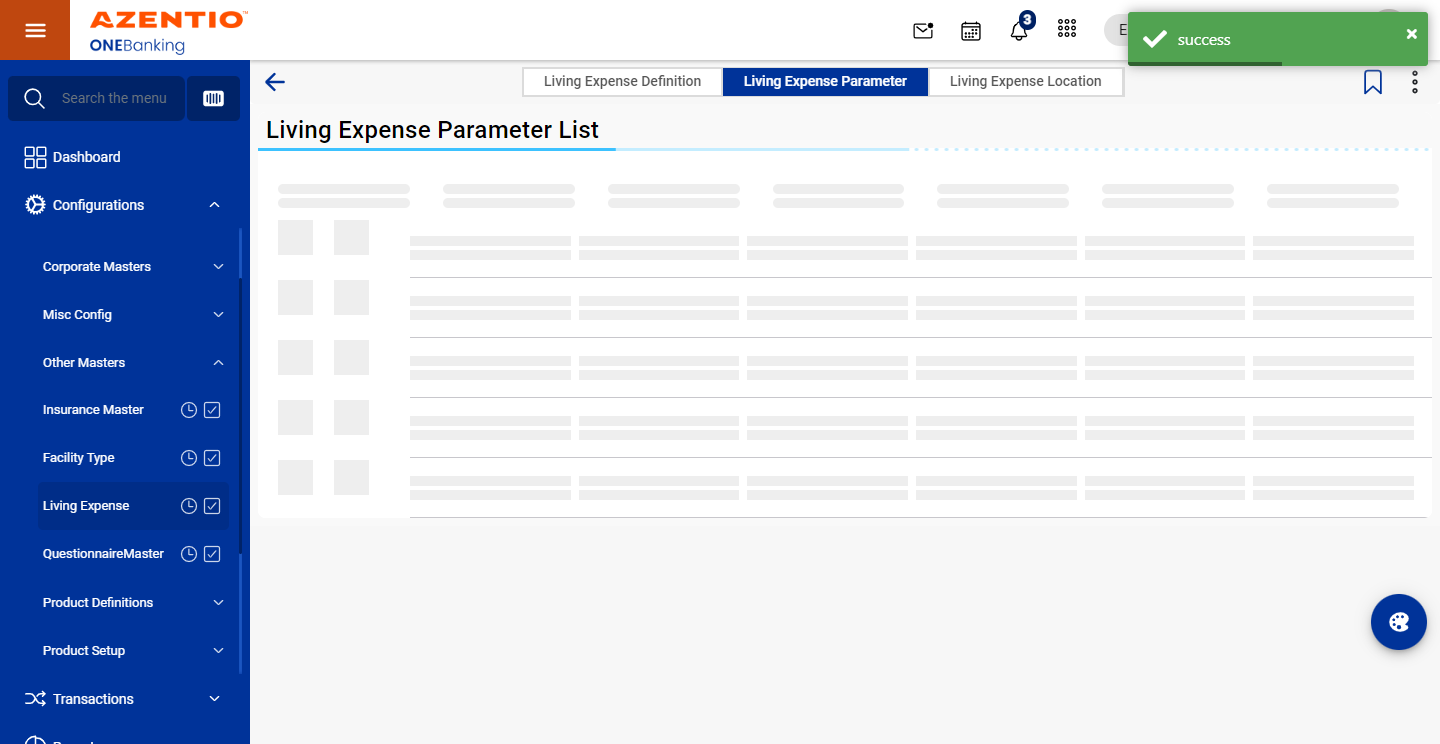 AZENTIO™
ONEBanking
3
E
success
Search the menu
Living Expense Definition
Living Expense Parameter
Living Expense Location
Living Expense Parameter List
Dashboard
Configurations
Corporate Masters
Misc Config
Other Masters
Insurance Master
Facility Type
Living Expense
QuestionnaireMaster
Product Definitions
Product Setup
Transactions